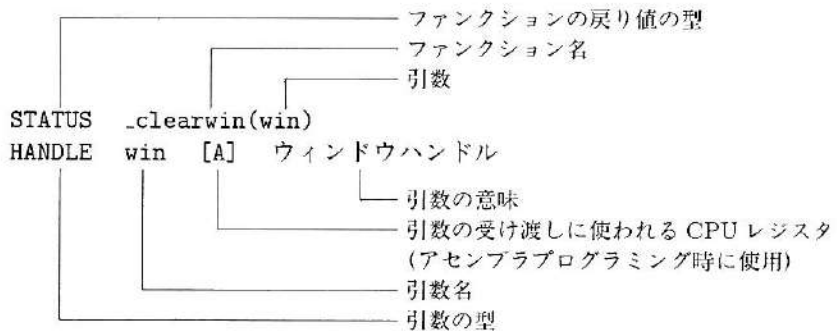 ファンクションの戻り値の型
ファンクション名
引数
STATUS _clearwin(win)
HANDLE win [A] ウィンドウハンドル
引数の意味
引数の受け渡しに使われる CPU レジスタ
(アセンブラプログラミング時に使用)
引数名
引数の型